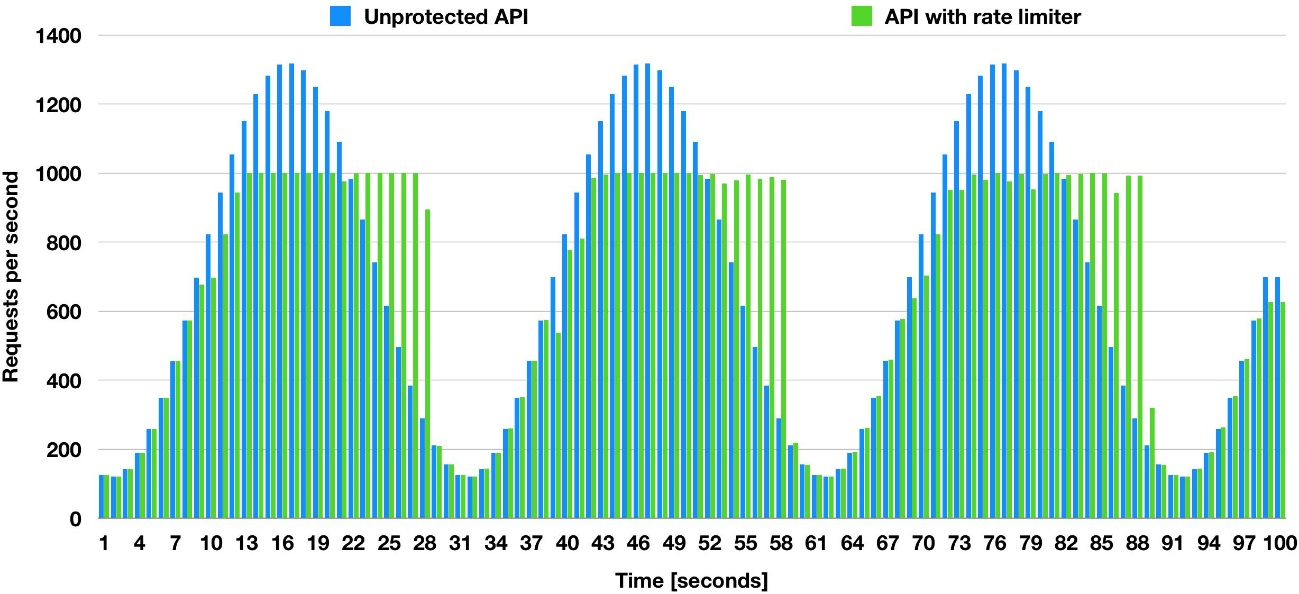 Unprotected API
API with rate limiter
1400
1200
1000
800
600
400
200
0
Requests per second
1 4 7 10 13 16 19 22 25 28 31 34 37 40 43 46 49 52 55 58 61 64 67 70 73 76 79 82 85 88 91 94 97 100
Time [seconds]